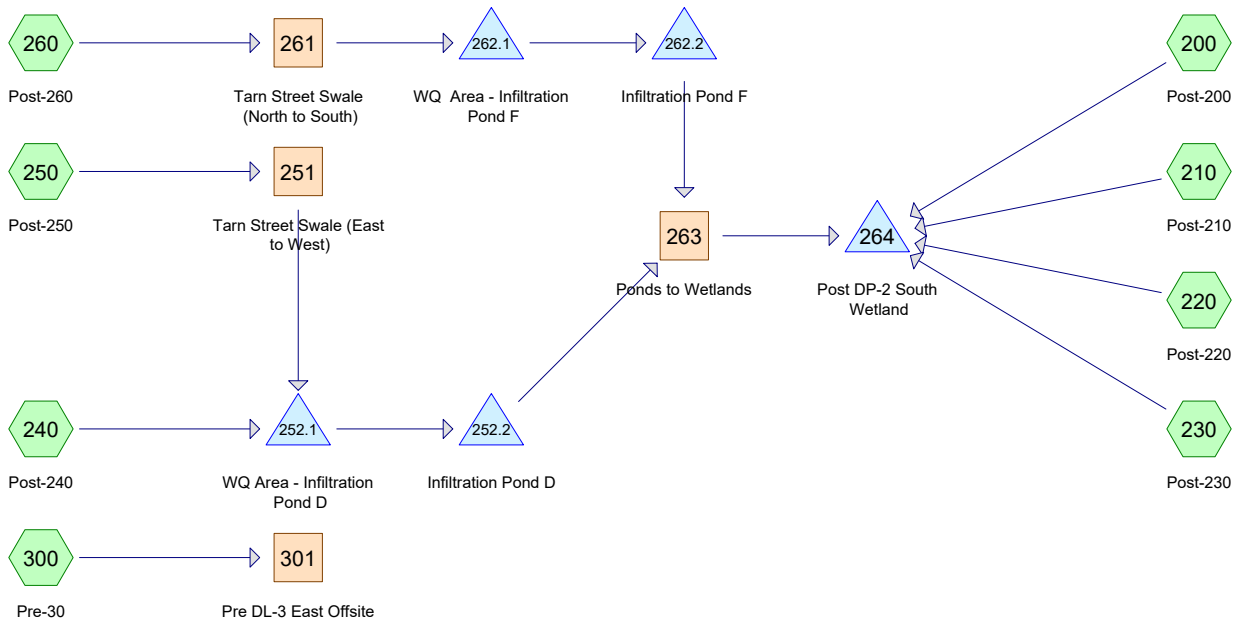 260
261
262.1
262.2
200
Post-260
Tarn Street Swale
(North to South)
WQ Area - Infiltration
Pond F
Infiltration Pond F
Post-200
250
251
210
Post-250
Tarn Street Swale (East
to West)
Post-210
263
264
Ponds to Wetlands
Post DP-2 South
Wetland
220
Post-220
240
252.1
252.2
230
Post-240
WQ Area - Infiltration
Pond D
Infiltration Pond D
Post-230
300
301
Pre-30
Pre DL-3 East Offsite